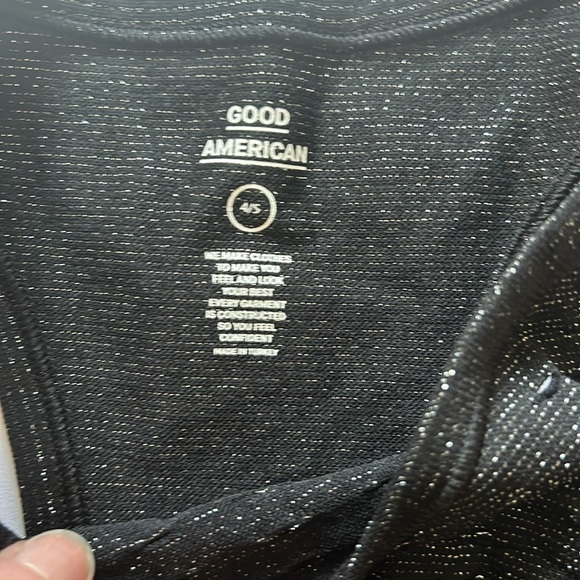 GOOD
AMERICAN
4/S
WE MAKE CLOTHES
TO MAKE YOU
FEEL AND LOOK
YOUR BEST
EVERY GARMENT
IS CONSTRUCTED
SO YOU FEEL
CONFIDENT
MADE IN TURKEY